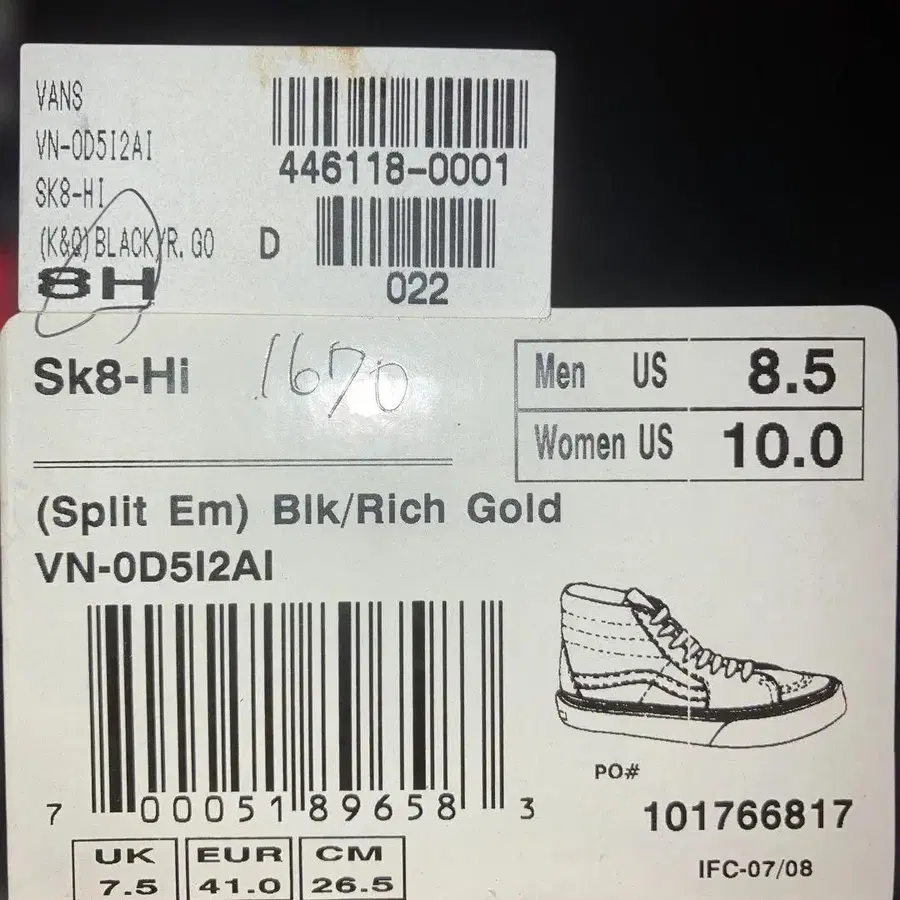 VANS
VN-0D5I2AI
SK8-HI
(K&Q)BLACK/R.GO
8H
446118-0001
D
022
Sk8-Hi
1670
Men US 8.5
Women US 10.0
(Split Em) Blk/Rich Gold
VN-0D5I2AI
7 00051 89658 3
PO#
101766817
IFC-07/08
UK EUR CM
7.5 41.0 26.5